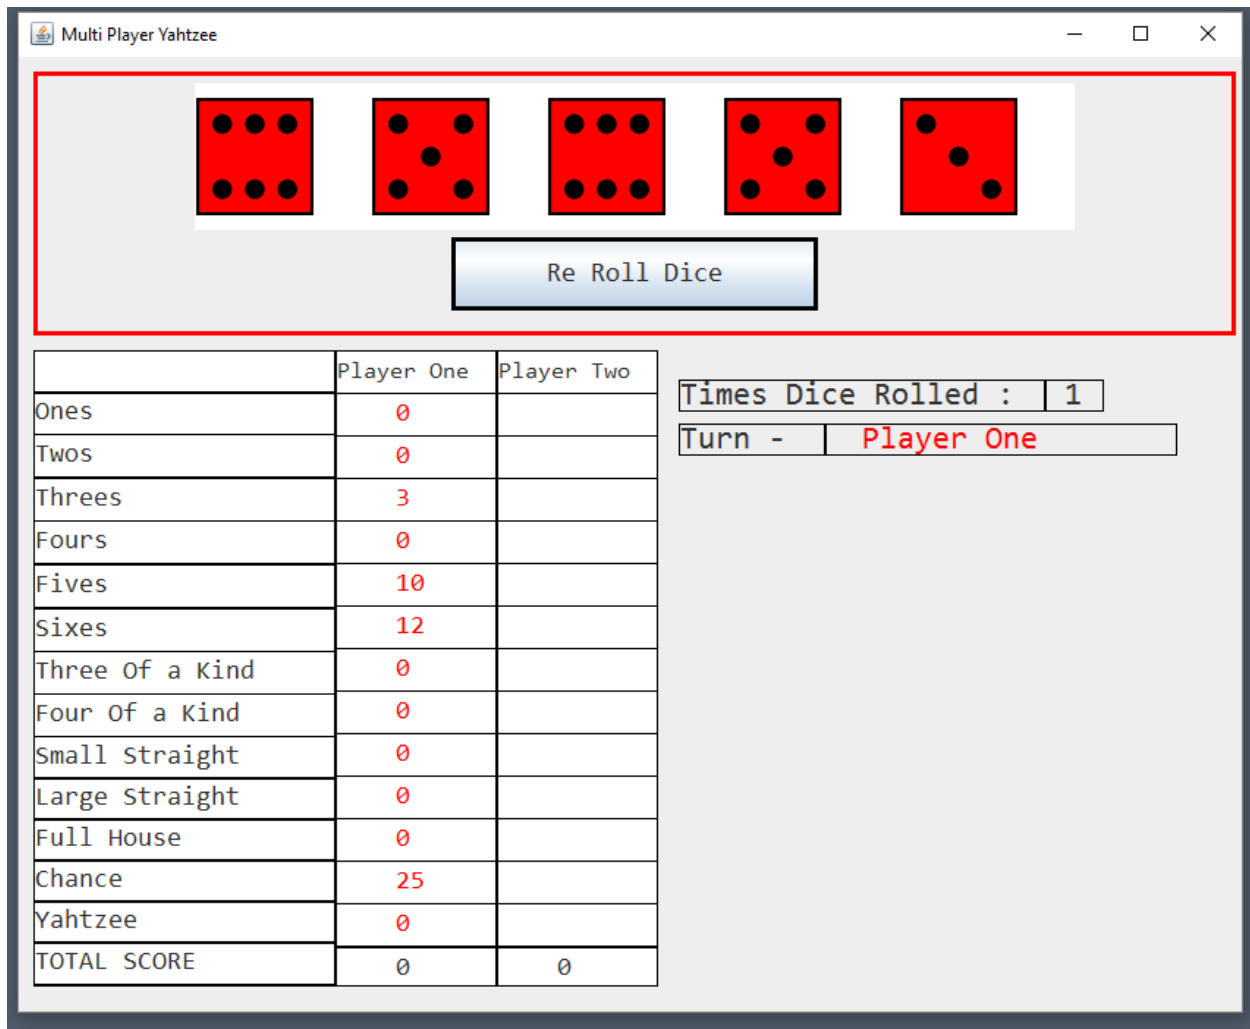 Multi Player Yahtzee
Re Roll Dice
Player One Player Two
Ones 0
Twos 0
Threes 3
Fours 0
Fives 10
Sixes 12
Three Of a Kind 0
Four Of a Kind 0
Small Straight 0
Large Straight 0
Full House 0
Chance 25
Yahtzee 0
TOTAL SCORE 0 0
Times Dice Rolled : 1
Turn - Player One